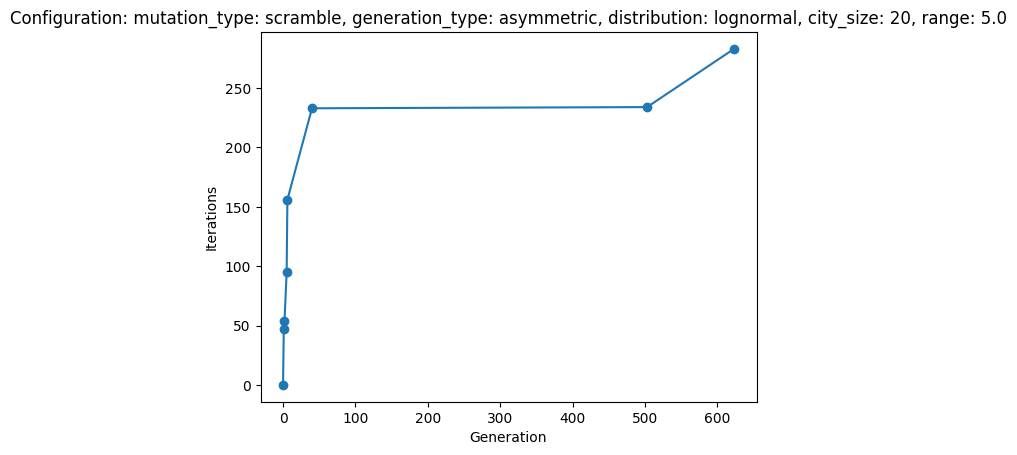 Configuration: mutation_type: scramble, generation_type: asymmetric, distribution: lognormal, city_size: 20, range: 5.0
250
200
150
100
50
0
Iterations
0 100 200 300 400 500 600
Generation